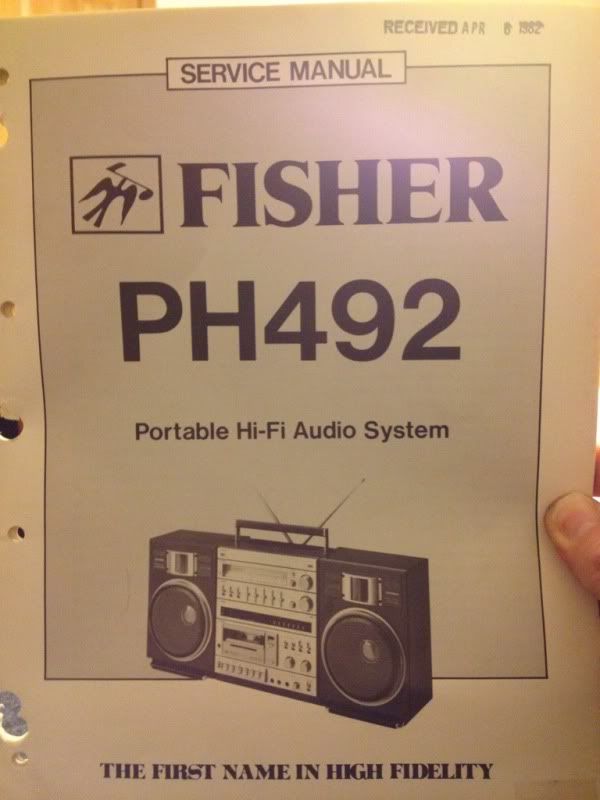 RECEIVED APR 6 1982
SERVICE MANUAL
FISHER
PH492
Portable Hi-Fi Audio System
THE FIRST NAME IN HIGH FIDELITY